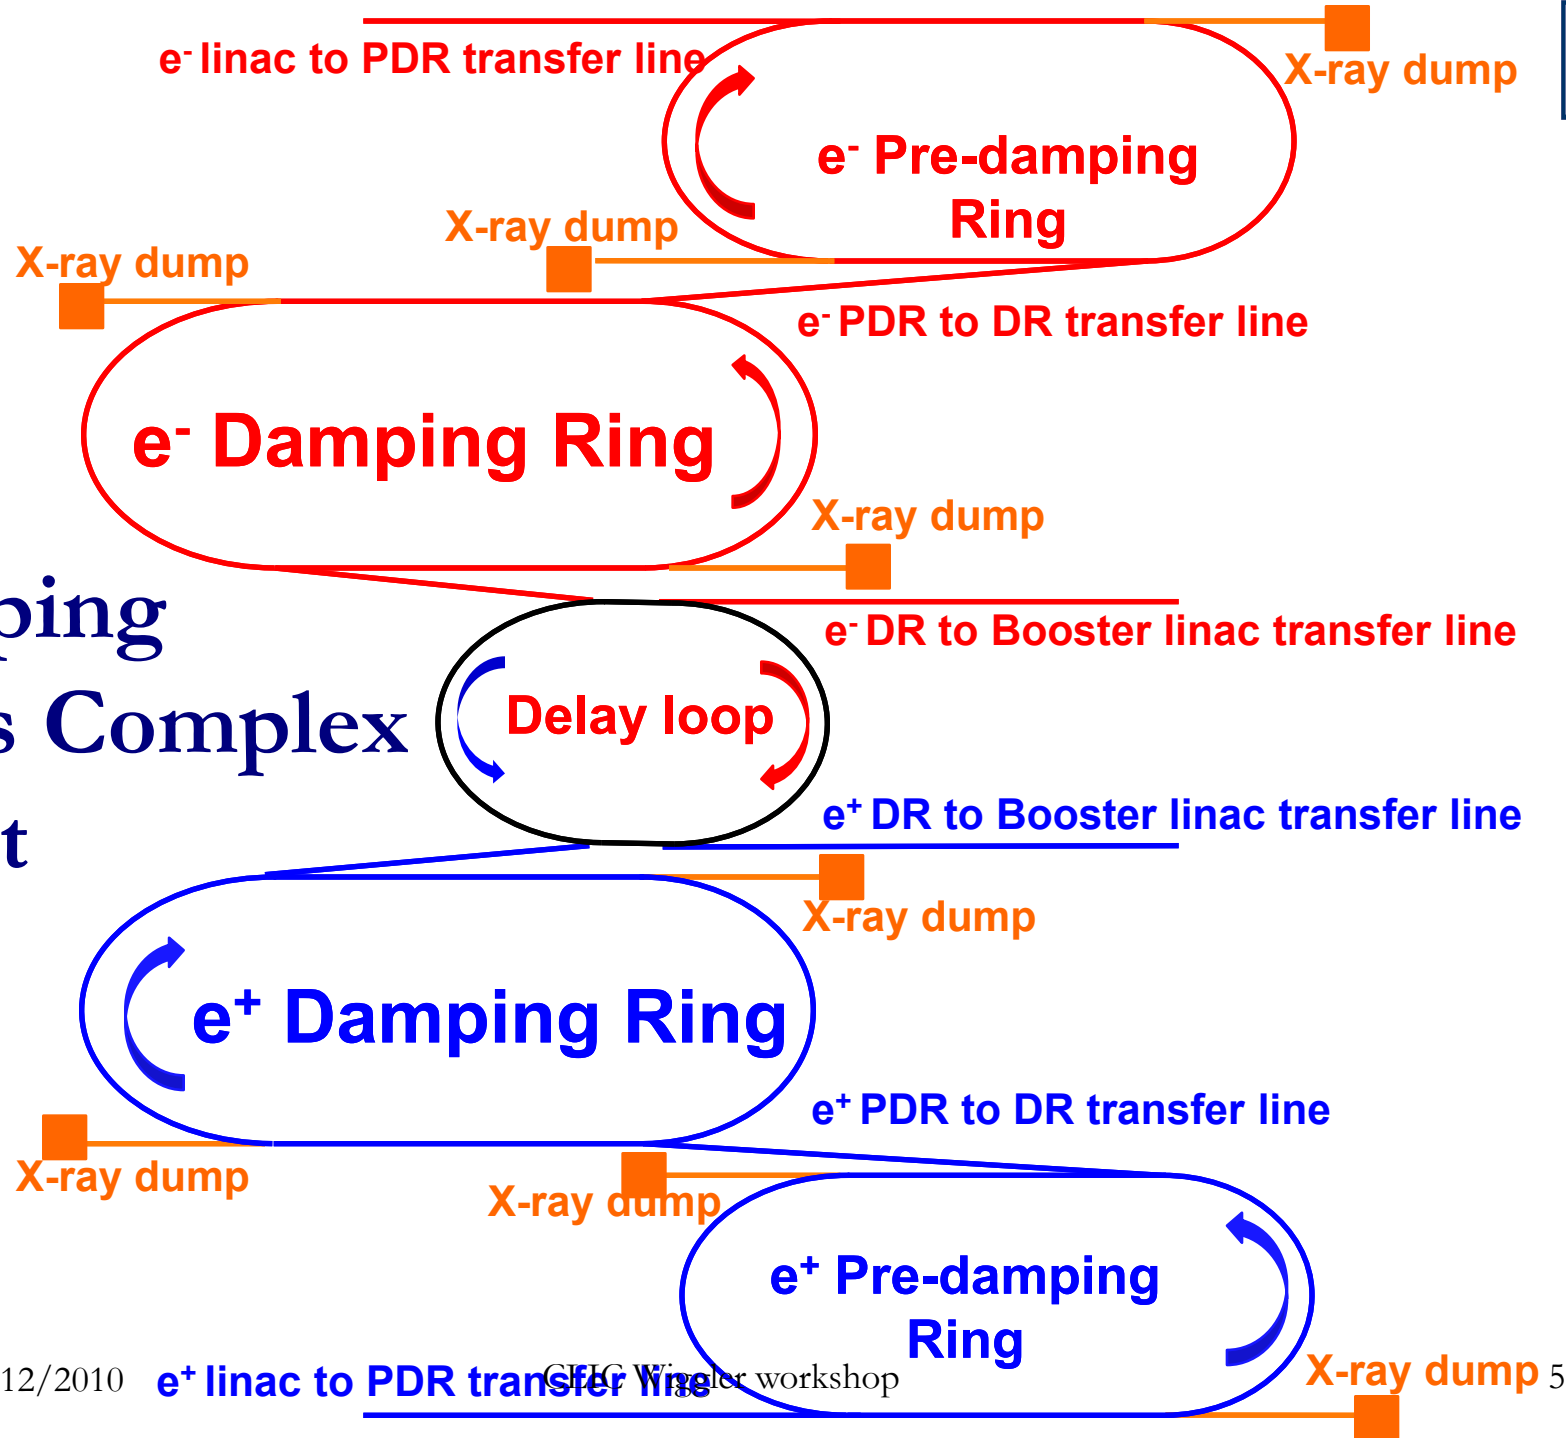 e- linac to PDR transfer line
X-ray dump
e- Pre-damping
Ring
X-ray dump
X-ray dump
e- PDR to DR transfer line
e- Damping Ring
X-ray dump
ping
s Complex
t
e- DR to Booster linac transfer line
Delay loop
e+ DR to Booster linac transfer line
X-ray dump
e+ Damping Ring
e+ PDR to DR transfer line
X-ray dump
X-ray dump
e+ Pre-damping
Ring
12/2010
e+ linac to PDR transfer line
CLIC Wiggler workshop
X-ray dump
5